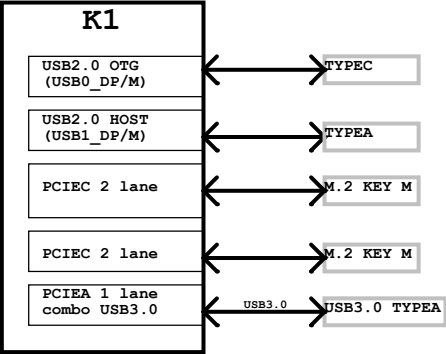 K1
USB2.0 OTG
(USB0_DP/M)
TYPEC
USB2.0 HOST
(USB1_DP/M)
TYPEA
PCIEC 2 lane
M.2 KEY M
PCIEC 2 lane
M.2 KEY M
PCIEA 1 lane
combo USB3.0
USB3.0
USB3.0 TYPEA